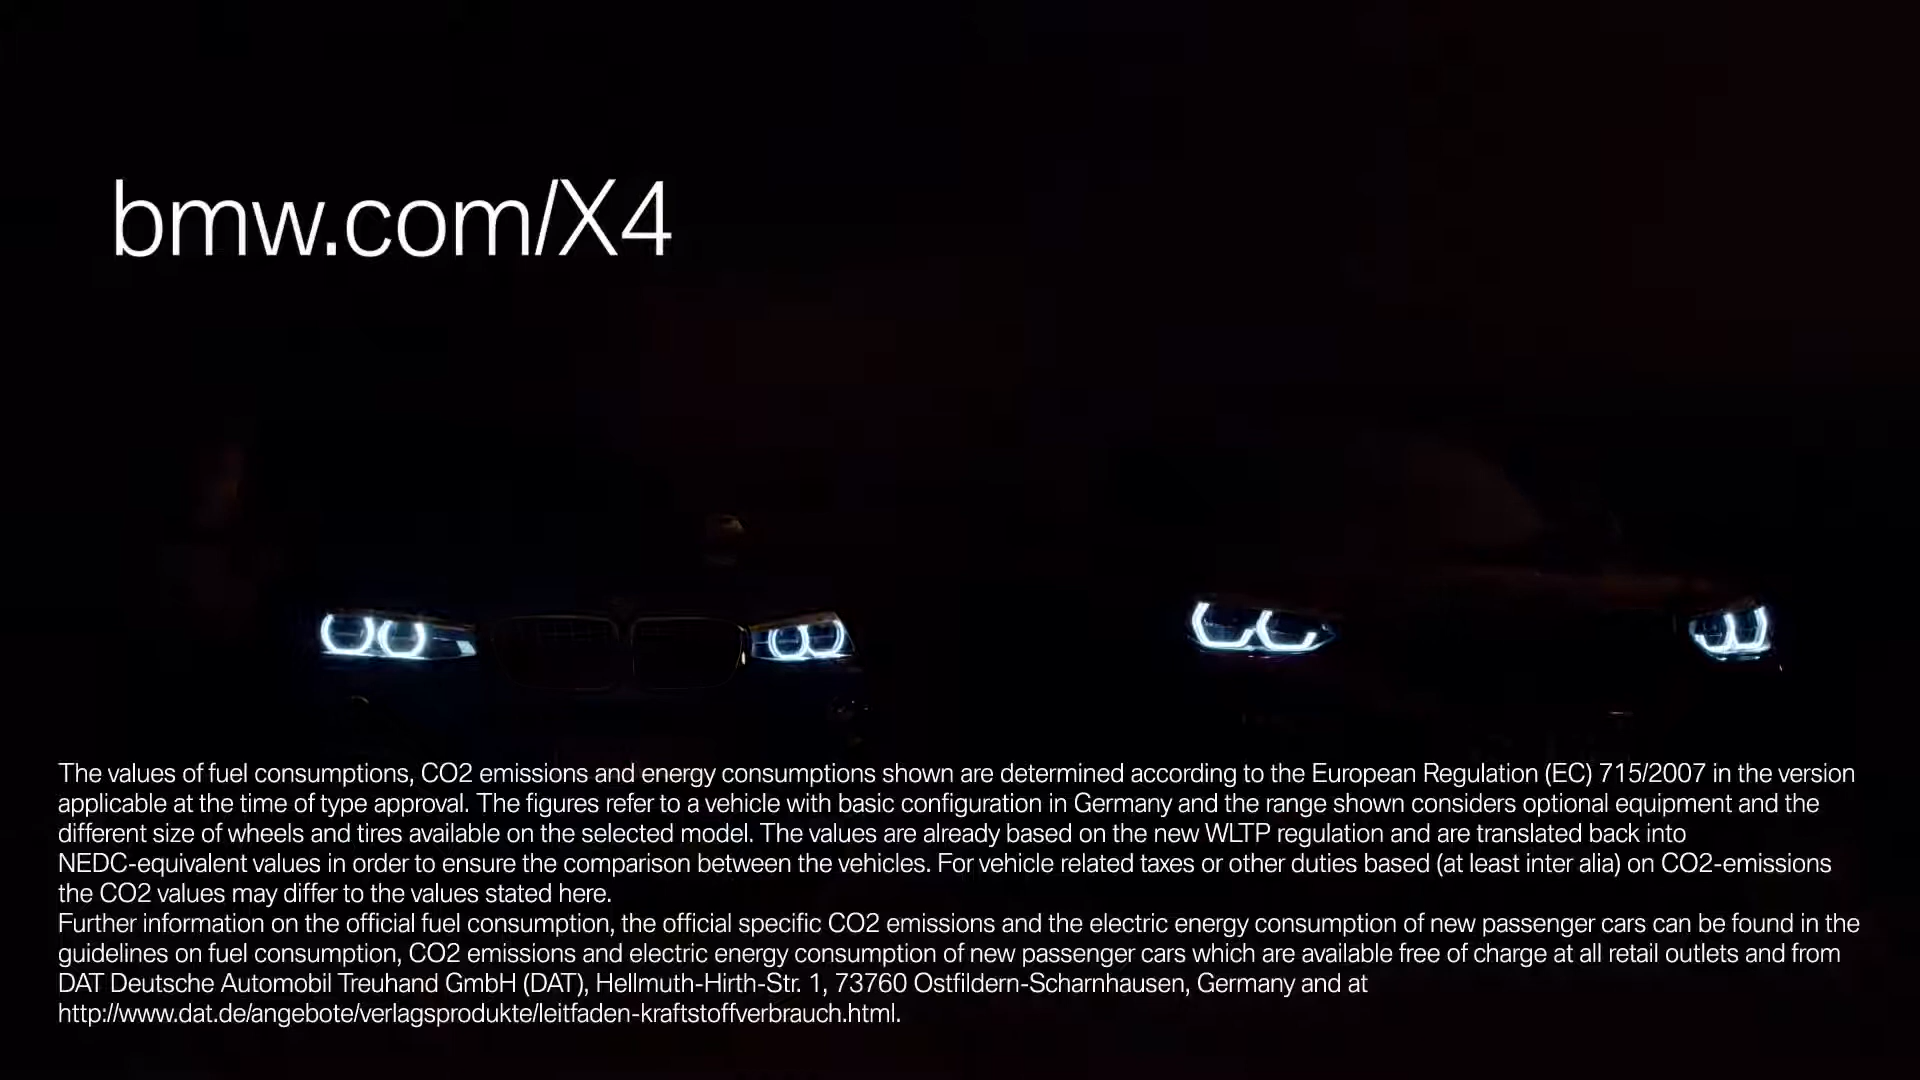 bmw.com/X4
The values of fuel consumptions, CO2 emissions and energy consumptions shown are determined according to the European Regulation (EC) 715/2007 in the version
applicable at the time of type approval. The figures refer to a vehicle with basic configuration in Germany and the range shown considers optional equipment and the
different size of wheels and tires available on the selected model. The values are already based on the new WLTP regulation and are translated back into
NEDC-equivalent values in order to ensure the comparison between the vehicles. For vehicle related taxes or other duties based (at least inter alia) on CO2-emissions
the CO2 values may differ to the values stated here.
Further information on the official fuel consumption, the official specific CO2 emissions and the electric energy consumption of new passenger cars can be found in the
guidelines on fuel consumption, CO2 emissions and electric energy consumption of new passenger cars which are available free of charge at all retail outlets and from
DAT Deutsche Automobil Treuhand GmbH (DAT), Hellmuth-Hirth-Str. 1, 73760 Ostfildern-Scharnhausen, Germany and at
http://www.dat.de/angebote/verlagsprodukte/leitfaden-kraftstoffverbrauch.html.